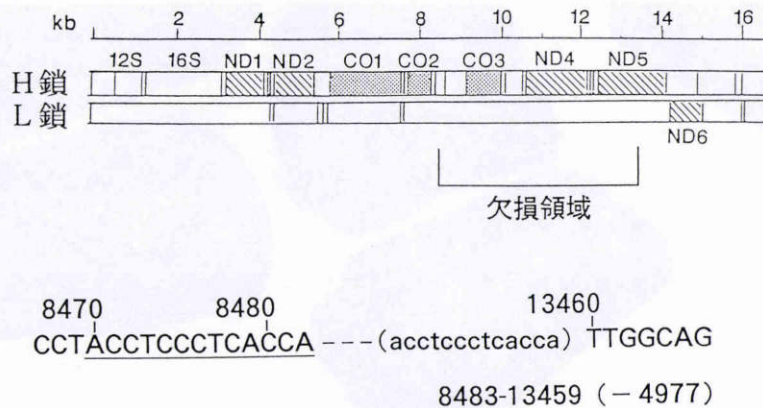 kb 2 4 6 8 10 12 14 16
12S 16S ND1 ND2 CO1 CO2 CO3 ND4 ND5
H鎖
L鎖
ND6
欠損領域
8470 8480 13460
CCTACCTCCCTCACCA----(acctccctcacca) TTGGCAG
8483-13459 (-4977)